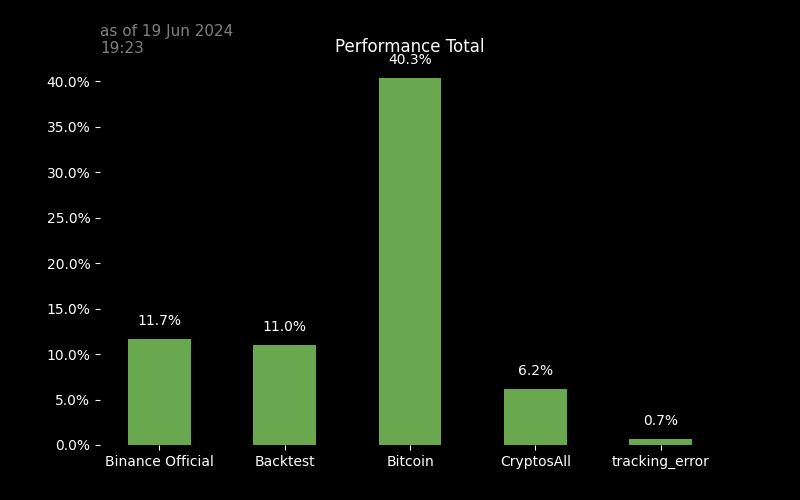 as of 19 Jun 2024
19:23
Performance Total
40.3%
40.0%
35.0%
30.0%
25.0%
20.0%
15.0%
10.0%
5.0%
0.0%
11.7%
11.0%
6.2%
0.7%
Binance Official
Backtest
Bitcoin
CryptosAll
tracking_error